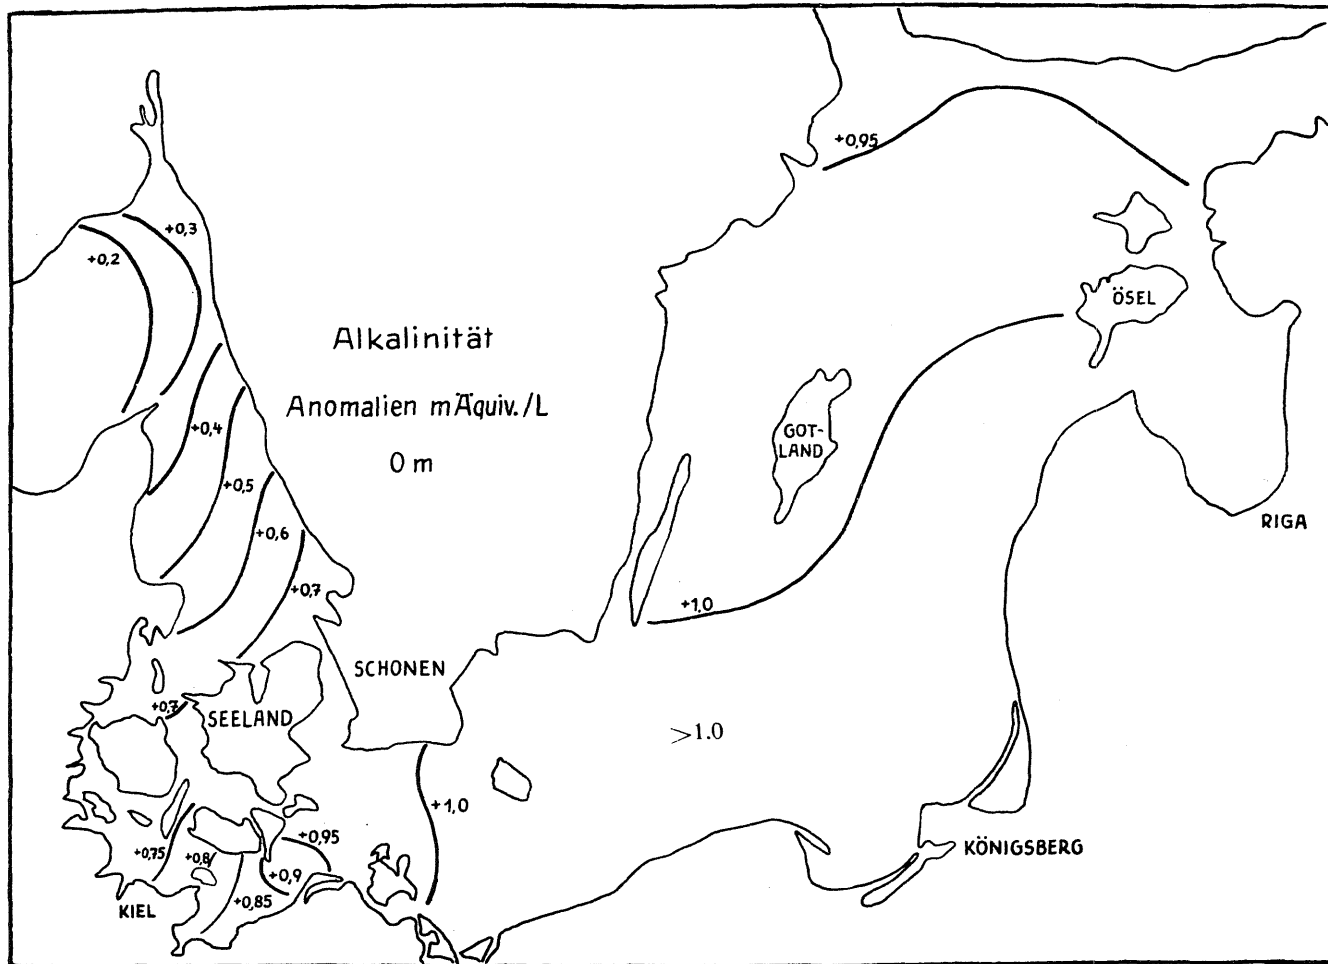 +0,95
+0,3
+0,2
ÖSEL
Alkalinität
Anomalien mÄquiv./L
0 m
+0,4
GOT-
LAND
+0,5
RIGA
+0,6
+0,7
+1,0
SCHONEN
+0,7
SEELAND
>1.0
+1,0
+0,95
KÖNIGSBERG
+0,75
+0,8
+0,9
+0,85
KIEL